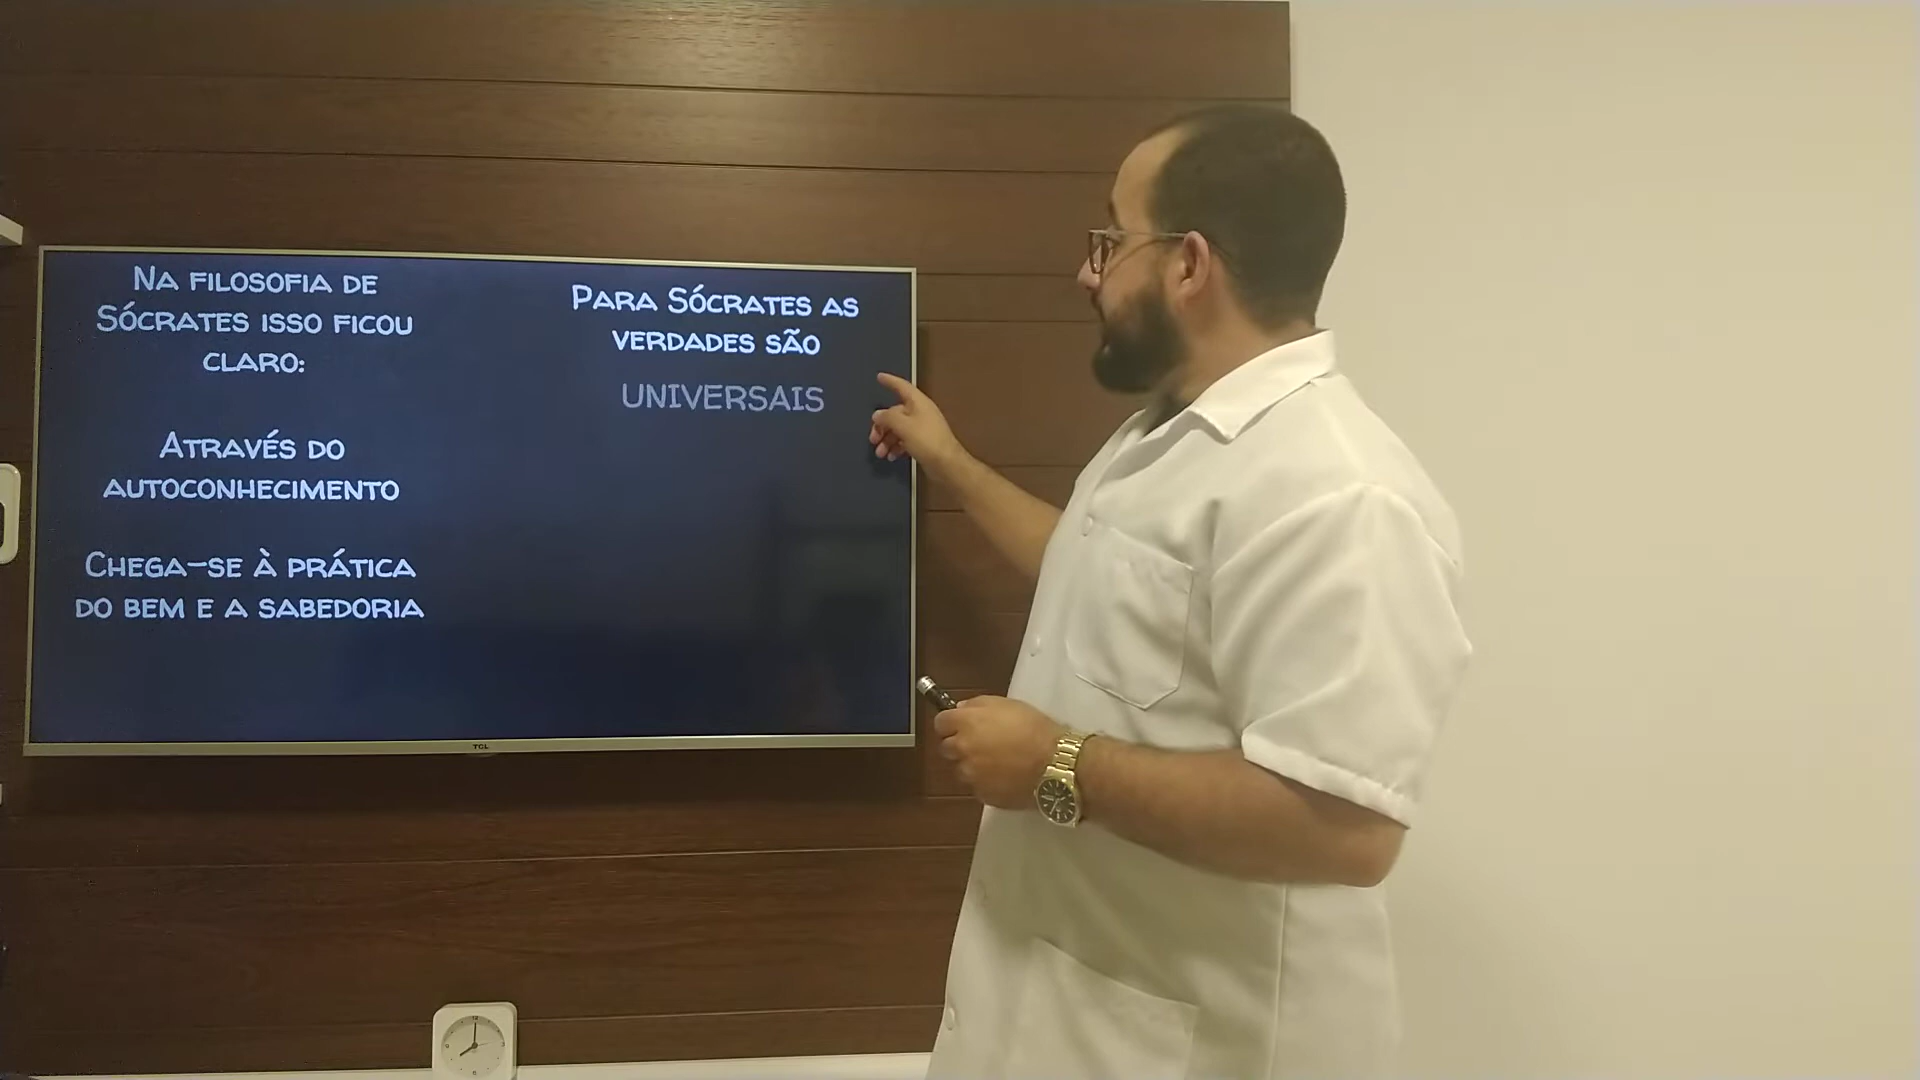 Na filosofia de
Sócrates isso ficou
claro:
Através do
autoconhecimento
Chega-se à prática
do bem e a sabedoria
Para Sócrates as
verdades são
UNIVERSAIS
TCL